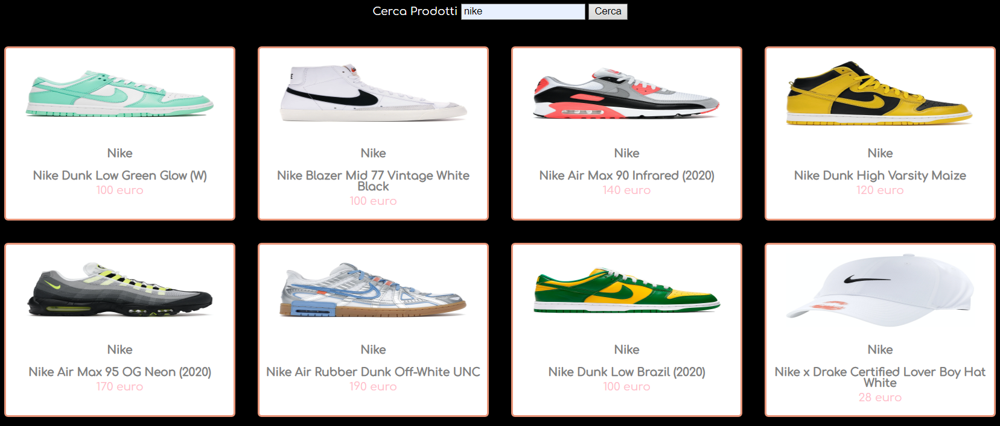 Cerca Prodotti nike Cerca
Nike
Nike Dunk Low Green Glow (W)
100 euro
Nike
Nike Blazer Mid 77 Vintage White
Black
100 euro
Nike
Nike Air Max 90 Infrared (2020)
140 euro
Nike
Nike Dunk High Varsity Maize
120 euro
Nike
Nike Air Max 95 OG Neon (2020)
170 euro
Nike
Nike Air Rubber Dunk Off-White UNC
190 euro
Nike
Nike Dunk Low Brazil (2020)
100 euro
Nike
Nike x Drake Certified Lover Boy Hat
White
28 euro